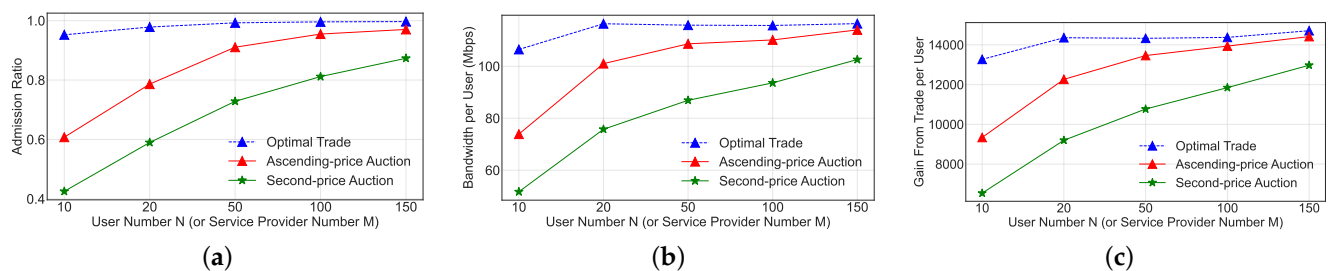 Admission Ratio
1.0
0.8
0.6
0.4
Optimal Trade
Ascending-price Auction
Second-price Auction
10 20 50 100 150
User Number N (or Service Provider Number M)
(a)
Bandwidth per User (Mbps)
100
80
60
Optimal Trade
Ascending-price Auction
Second-price Auction
10 20 50 100 150
User Number N (or Service Provider Number M)
(b)
Gain From Trade per User
14000
12000
10000
8000
Optimal Trade
Ascending-price Auction
Second-price Auction
10 20 50 100 150
User Number N (or Service Provider Number M)
(c)